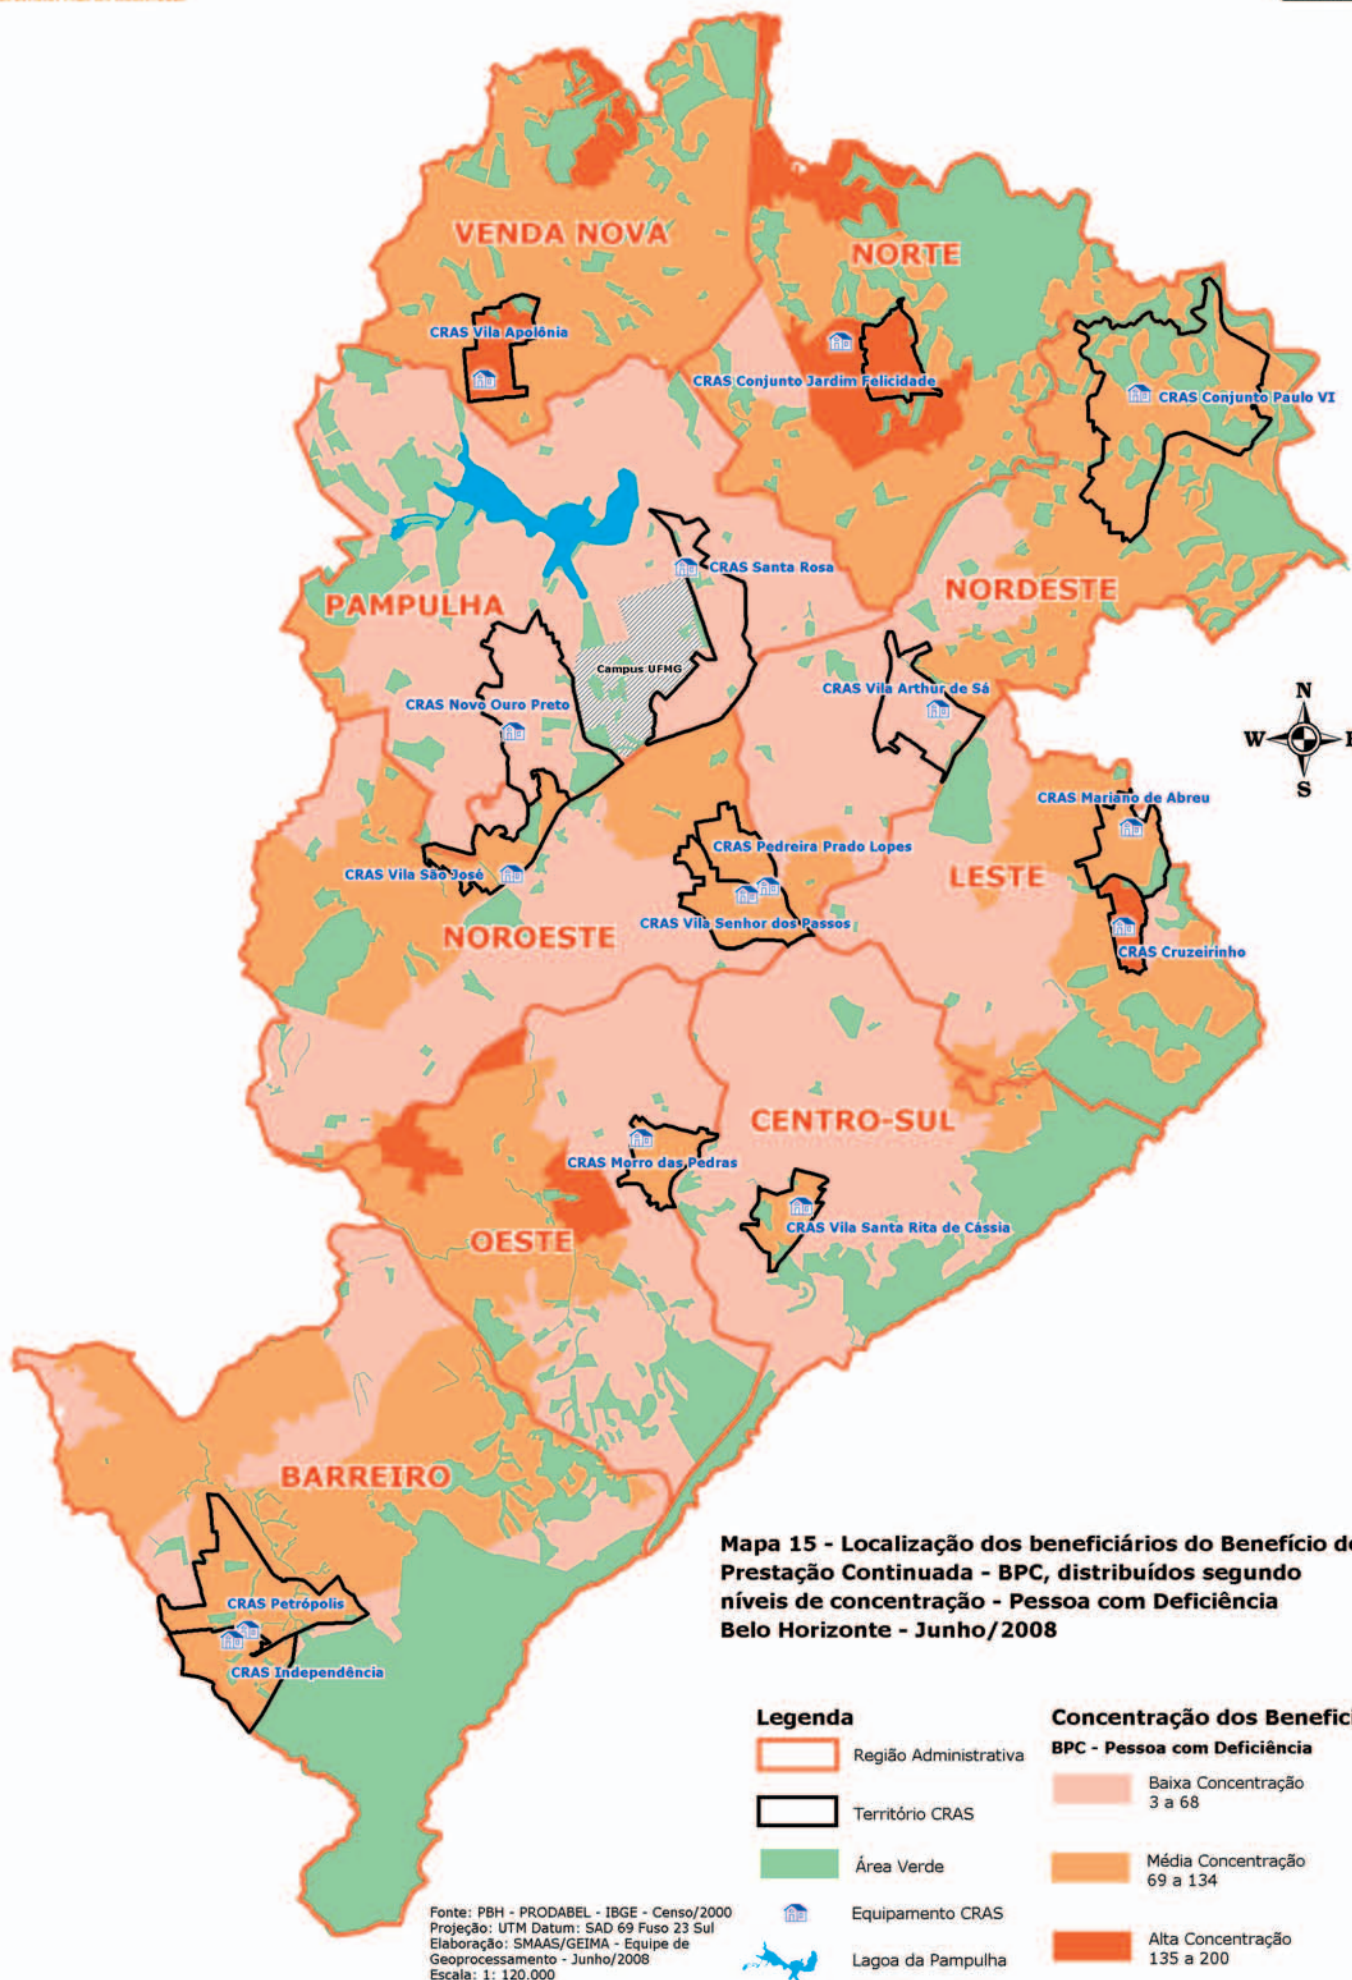 VENDA NOVA
NORTE
CRAS Vila Apolônia
CRAS Conjunto Jardim Felicidade
CRAS Conjunto Paulo VI
CRAS Santa Rosa
NORDESTE
PAMPULHA
Campus UFMG
CRAS Vila Arthur de Sá
CRAS Novo Ouro Preto
N
W
E
S
CRAS Mariano de Abreu
CRAS Pedreira Prado Lopes
CRAS Vila São José
LESTE
CRAS Vila Senhor dos Passos
NOROESTE
CRAS Cruzeirinho
CENTRO-SUL
CRAS Morro das Pedras
CRAS Vila Santa Rita de Cássia
OESTE
BARREIRO
CRAS Petrópolis
CRAS Independência
Mapa 15 - Localização dos beneficiários do Benefício de
Prestação Continuada - BPC, distribuídos segundo
níveis de concentração - Pessoa com Deficiência
Belo Horizonte - Junho/2008
Legenda
Região Administrativa
Território CRAS
Área Verde
Equipamento CRAS
Lagoa da Pampulha
Concentração dos Benefici
BPC - Pessoa com Deficiência
Baixa Concentração
3 a 68
Média Concentração
69 a 134
Alta Concentração
135 a 200
Fonte: PBH - PRODABEL - IBGE - Censo/2000
Projeção: UTM Datum: SAD 69 Fuso 23 Sul
Elaboração: SMAAS/GEIMA - Equipe de
Geoprocessamento - Junho/2008
Escala: 1: 120.000